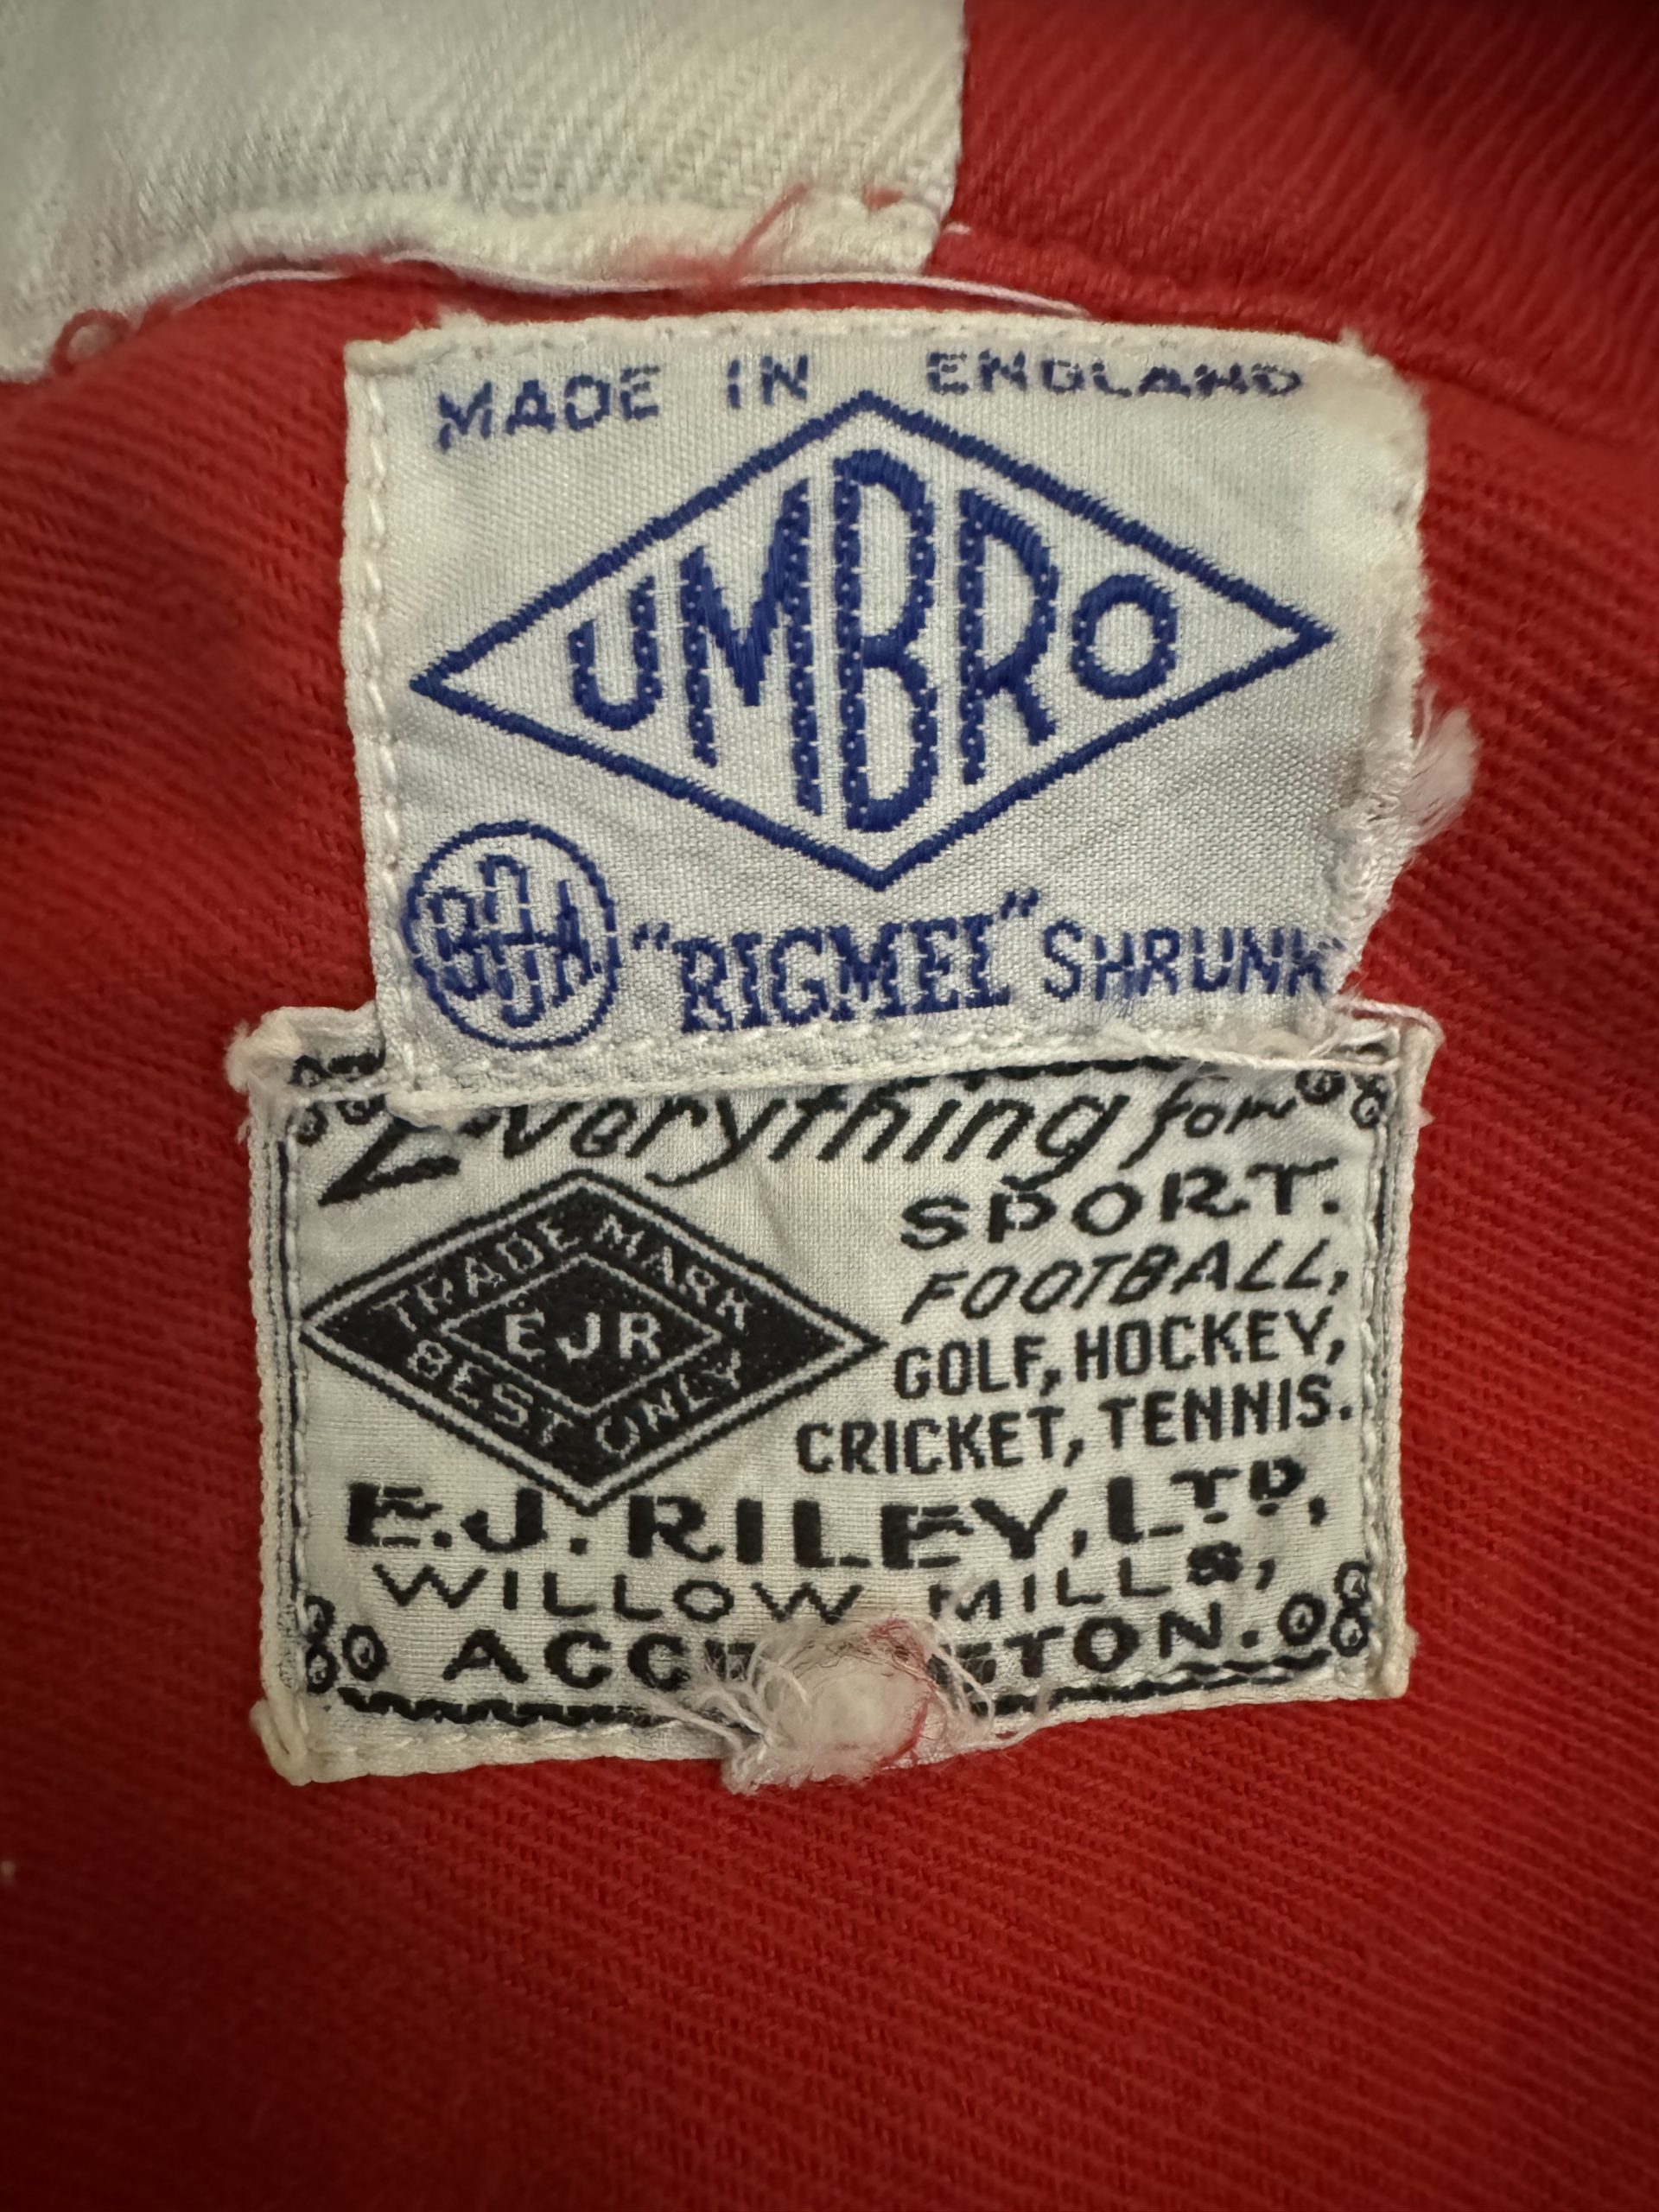 MADE IN ENGLAND
UMBRO
"RIGMEL" SHRUNK
Everything for
SPORT.
FOOTBALL,
GOLF, HOCKEY,
CRICKET, TENNIS.
TRADE MARK
EJR
BEST ONLY
E.J. RILEY, LTD,
WILLOW MILLS,